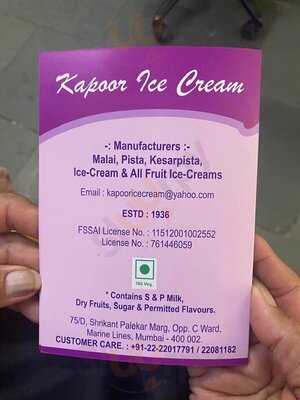 Kapoor Ice Cream
-: Manufacturers :-
Malai, Pista, Kesarpista,
Ice-Cream & All Fruit Ice-Creams
Email : kapooricecream@yahoo.com
ESTD : 1936
FSSAI License No. : 11512001002552
License No. : 761446059
100 Veg.
* Contains S & P Milk,
Dry Fruits, Sugar & Permitted Flavours.
75/D, Shrikant Palekar Marg, Opp. C Ward,
Marine Lines, Mumbai - 400 002.
CUSTOMER CARE. : +91-22-22017791 / 22081182